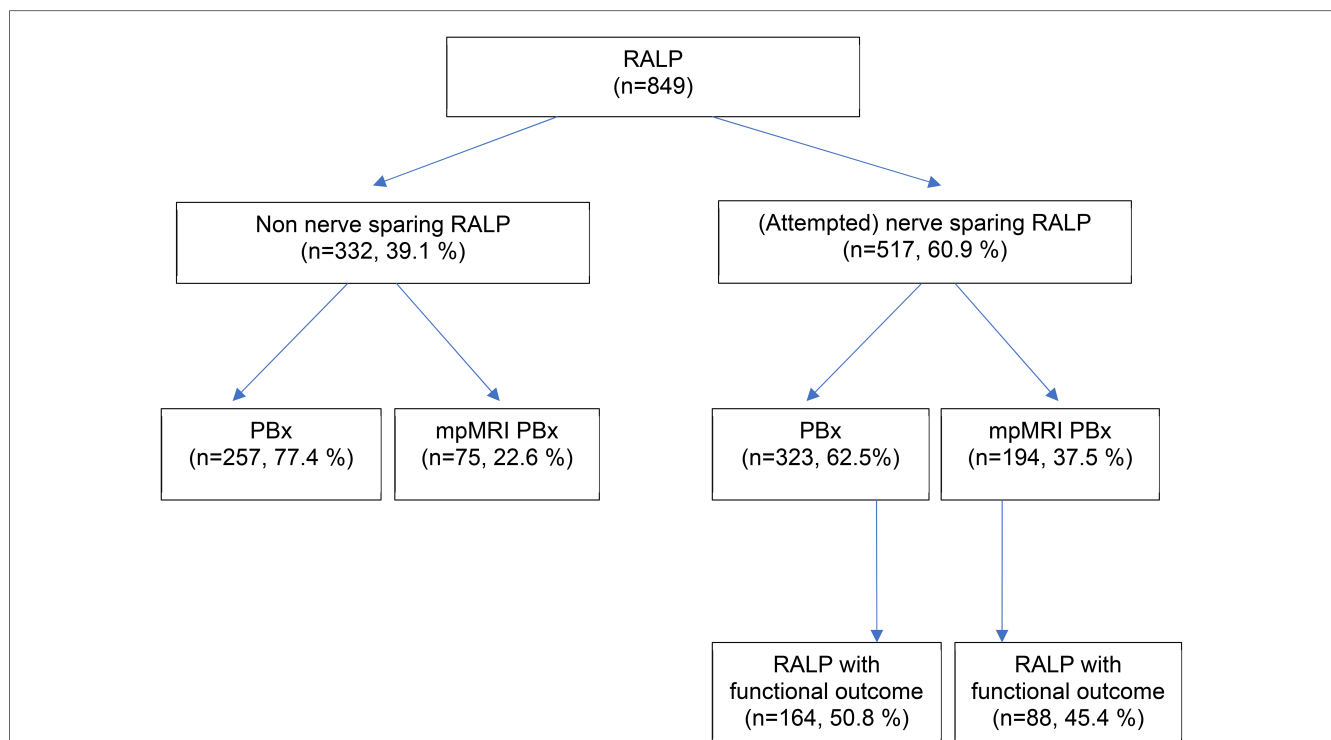 RALP
(n=849)
Non nerve sparing RALP
(n=332, 39.1 %)
(Attempted) nerve sparing RALP
(n=517, 60.9 %)
PBx
(n=257, 77.4 %)
mpMRI PBx
(n=75, 22.6 %)
PBx
(n=323, 62.5%)
mpMRI PBx
(n=194, 37.5 %)
RALP with
functional outcome
(n=164, 50.8 %)
RALP with
functional outcome
(n=88, 45.4 %)